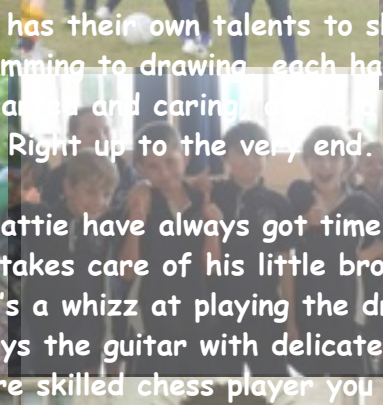 has their own talents to s
mming to drawing, each ha
and caring,
Right up to the very end.
attie have always got time
takes care of his little bro
's a whizz at playing the dr
ys the guitar with delicate
re skilled chess player you